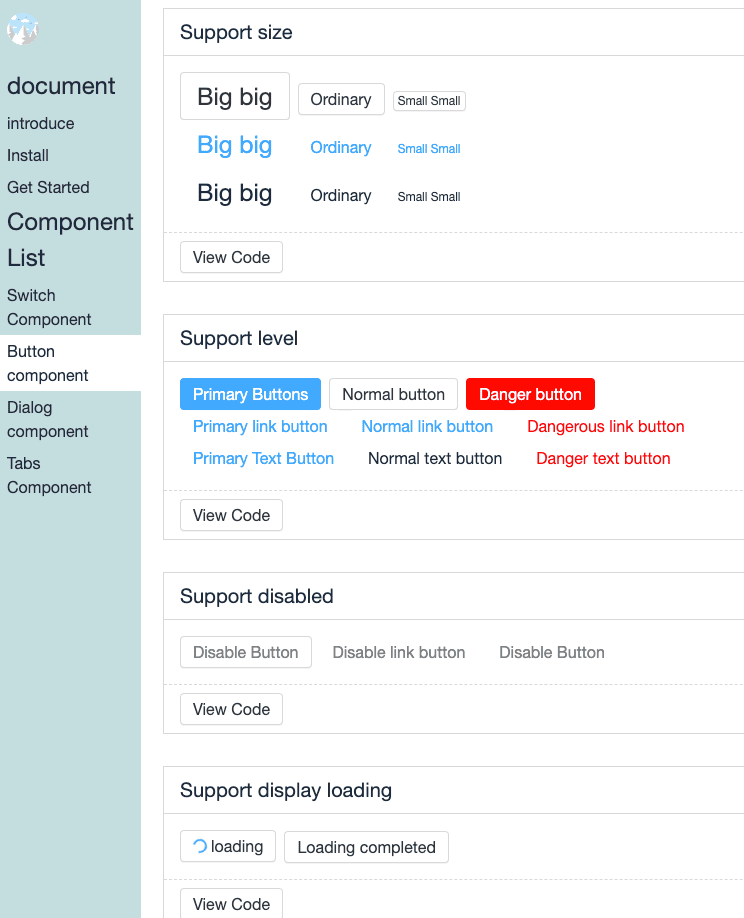 document
introduce
Install
Get Started
Component
List
Switch
Component
Button
component
Dialog
component
Tabs
Component
Support size
Big big Ordinary Small Small
Big big Ordinary Small Small
Big big Ordinary Small Small
View Code
Support level
Primary Buttons Normal button Danger button
Primary link button Normal link button Dangerous link button
Primary Text Button Normal text button Danger text button
View Code
Support disabled
Disable Button Disable link button Disable Button
View Code
Support display loading
loading Loading completed
View Code